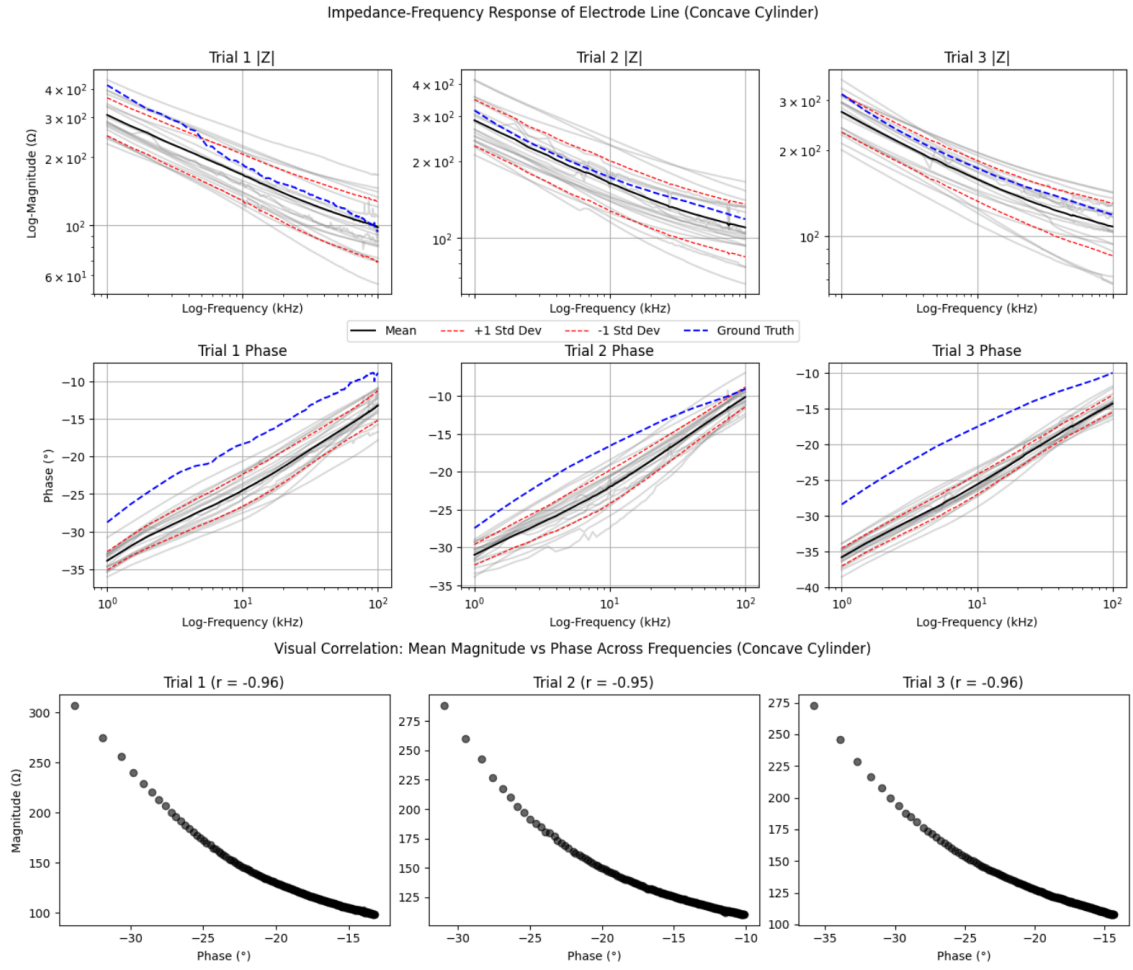 Impedance-Frequency Response of Electrode Line (Concave Cylinder)
Trial 1 |Z|
Trial 2 |Z|
Trial 3 |Z|
Log-Magnitude (Ω)
4 × 10²
3 × 10²
2 × 10²
10²
6 × 10¹
4 × 10²
3 × 10²
2 × 10²
10²
3 × 10²
2 × 10²
10²
Log-Frequency (kHz)
Log-Frequency (kHz)
Log-Frequency (kHz)
Mean
+1 Std Dev
-1 Std Dev
Ground Truth
Trial 1 Phase
Trial 2 Phase
Trial 3 Phase
Phase (°)
−10
−15
−20
−25
−30
−35
−10
−15
−20
−25
−30
−35
−10
−15
−20
−25
−30
−35
−40
10⁰
10¹
10²
10⁰
10¹
10²
10⁰
10¹
10²
Log-Frequency (kHz)
Log-Frequency (kHz)
Log-Frequency (kHz)
Visual Correlation: Mean Magnitude vs Phase Across Frequencies (Concave Cylinder)
Trial 1 (r = -0.96)
Trial 2 (r = -0.95)
Trial 3 (r = -0.96)
Magnitude (Ω)
300
250
200
150
100
275
250
225
200
175
150
125
275
250
225
200
175
150
125
100
−30
−25
−20
−15
−30
−25
−20
−15
−10
−35
−30
−25
−20
−15
Phase (°)
Phase (°)
Phase (°)